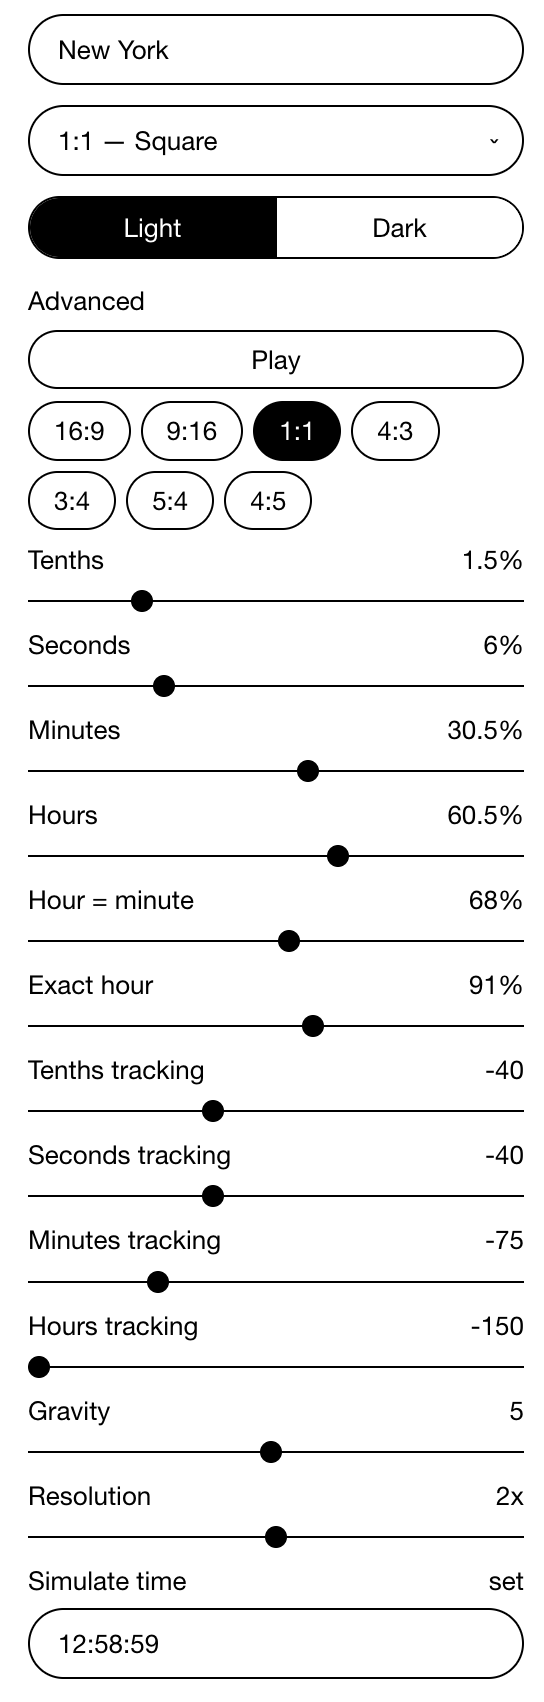 New York
1:1 — Square
Light Dark
Advanced
Play
16:9 9:16 1:1 4:3
3:4 5:4 4:5
Tenths 1.5%
Seconds 6%
Minutes 30.5%
Hours 60.5%
Hour = minute 68%
Exact hour 91%
Tenths tracking -40
Seconds tracking -40
Minutes tracking -75
Hours tracking -150
Gravity 5
Resolution 2x
Simulate time set
12:58:59